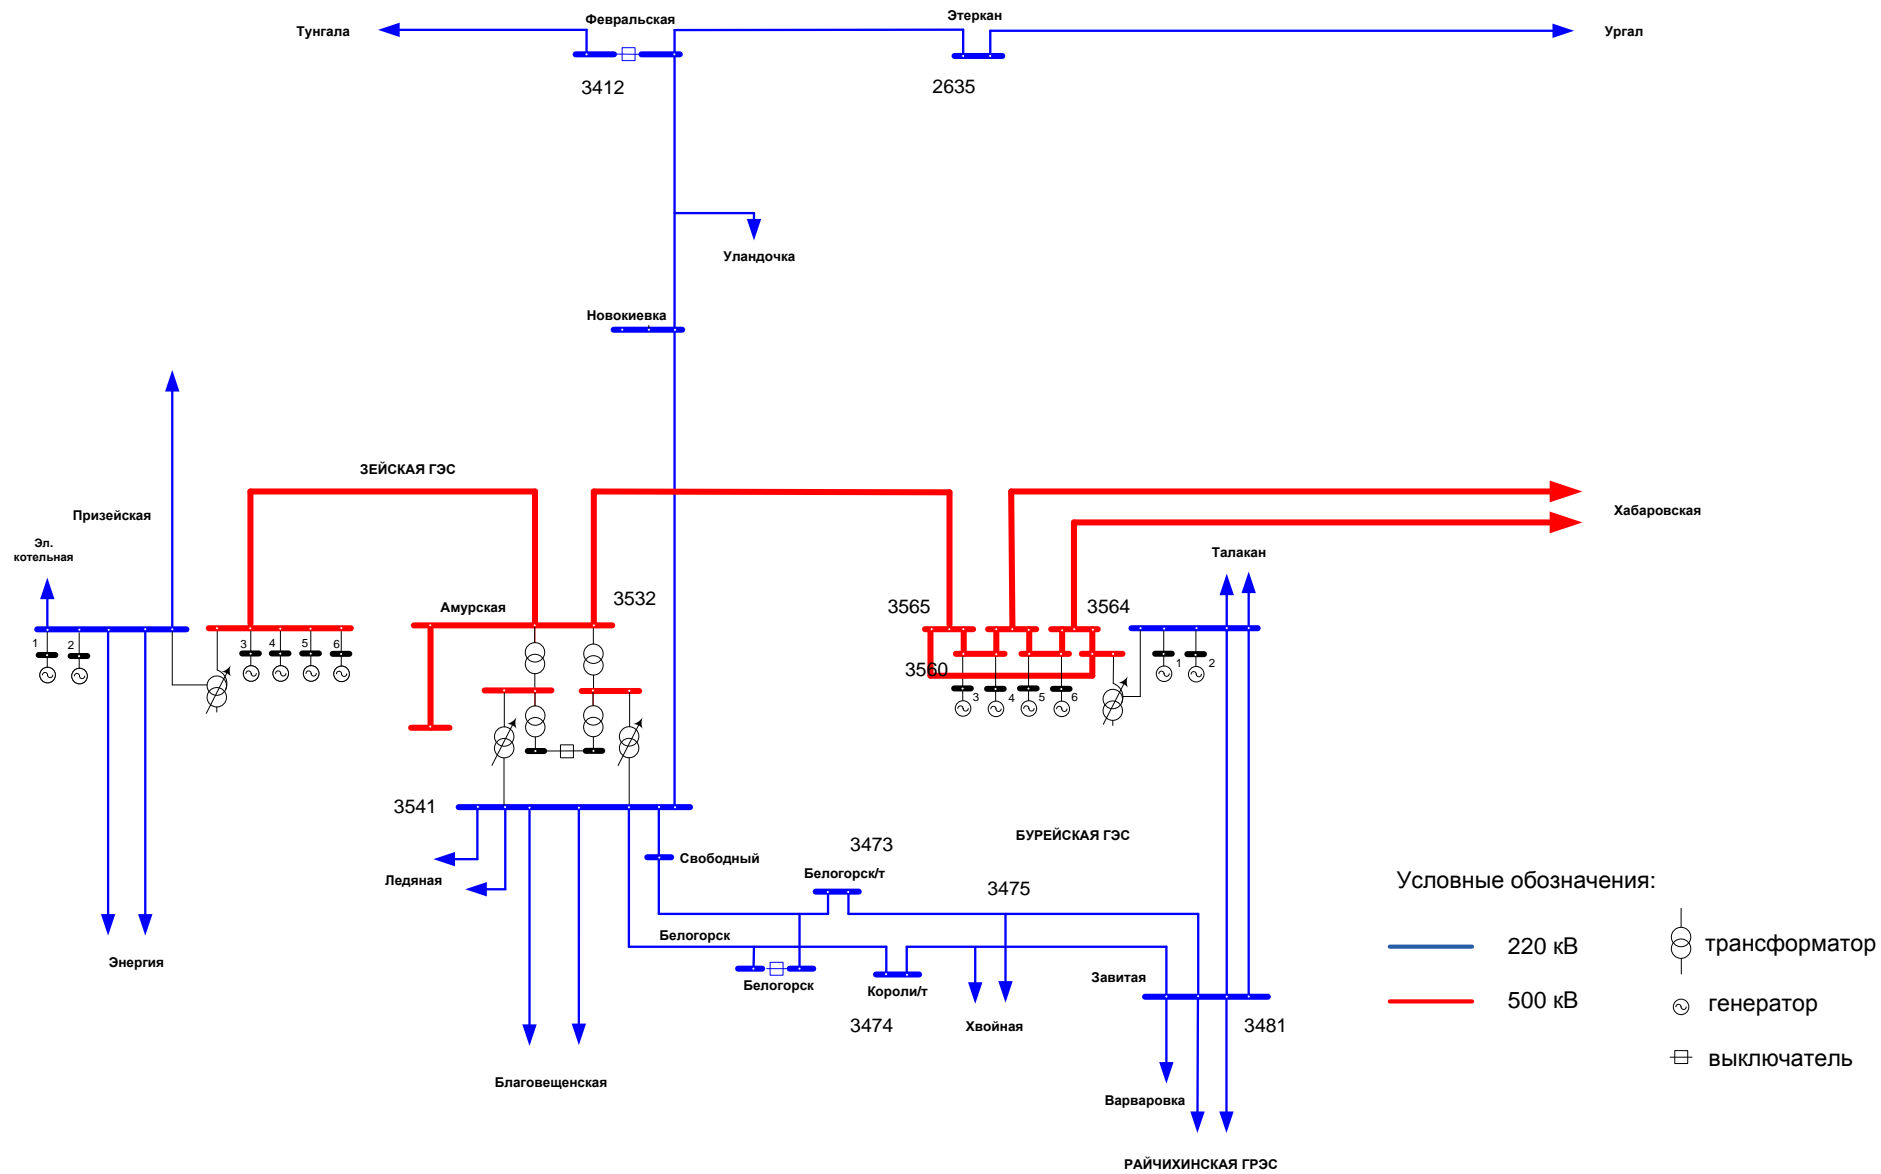 Этеркан
Февральская
Тунгала
Ургал
3412
2635
Уландочка
Новокиевка
ЗЕЙСКАЯ ГЭС
Призейская
Хабаровская
Эл.
котельная
Талакан
3532
Амурская
3565
3564
1
2
3
4
5
6
3560
3
4
5
6
1
2
3541
БУРЕЙСКАЯ ГЭС
3473
Свободный
Белогорск/т
Ледяная
3475
Условные обозначения:
Белогорск
220 кВ
трансформатор
Энергия
Завитая
Белогорск
Короли/т
500 кВ
генератор
3474
Хвойная
3481
выключатель
Благовещенская
Варваровка
РАЙЧИХИНСКАЯ ГРЭС